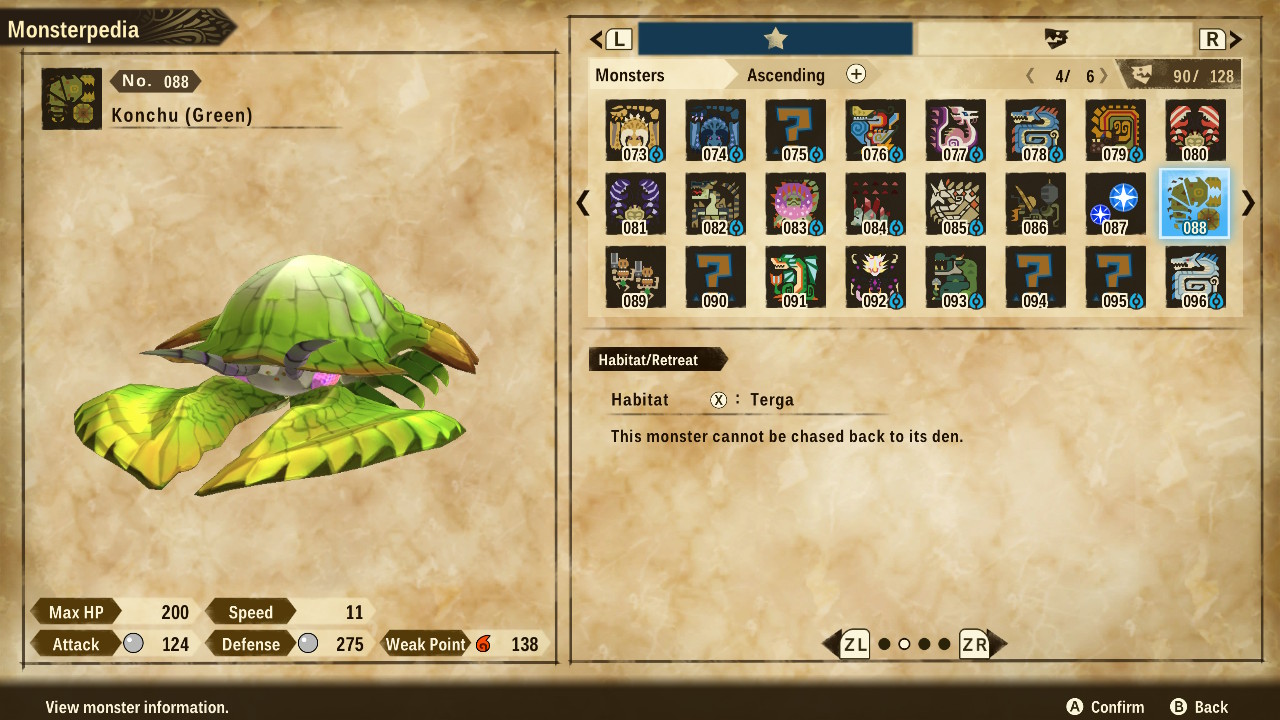 Monsterpedia
No. 088
Konchu (Green)
L
R
Monsters
Ascending
4/ 6
90/ 128
073
074
075
076
077
078
079
080
081
082
083
084
085
086
087
088
089
090
091
092
093
094
095
096
Habitat/Retreat
Habitat X : Terga
This monster cannot be chased back to its den.
Max HP 200
Speed 11
Attack 124
Defense 275
Weak Point 138
ZL
ZR
View monster information.
A Confirm
B Back